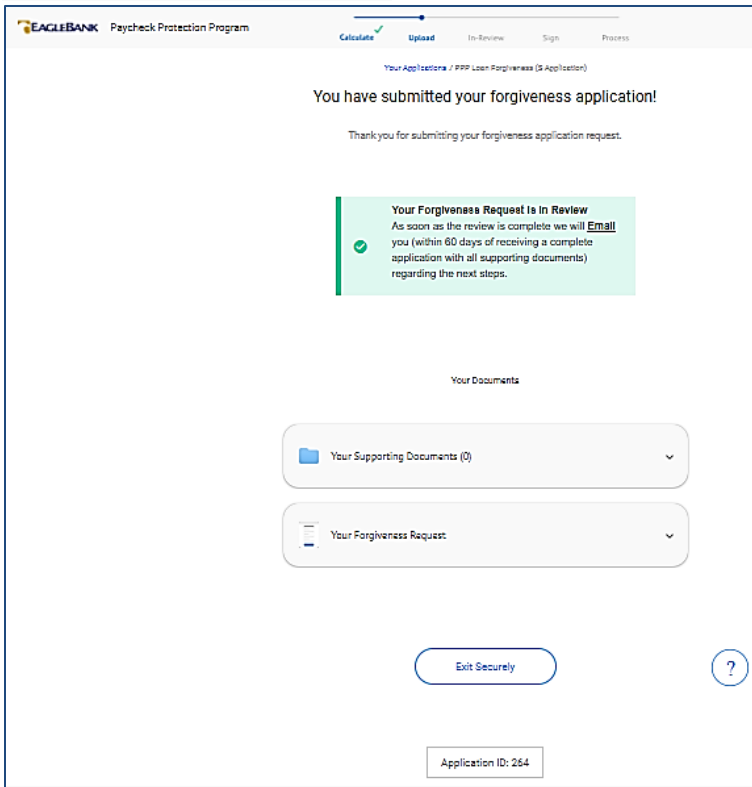 EAGLEBANK Paycheck Protection Program
Calculate Upload In-Review Sign Process
Your Applications / PPP Loan Forgiveness (S Application)
You have submitted your forgiveness application!
Thank you for submitting your forgiveness application request.
Your Forgiveness Request Is In Review
As soon as the review is complete we will Email
you (within 60 days of receiving a complete
application with all supporting documents)
regarding the next steps.
Your Documents
Your Supporting Documents (0)
Your Forgiveness Request
Exit Securely
?
Application ID: 264